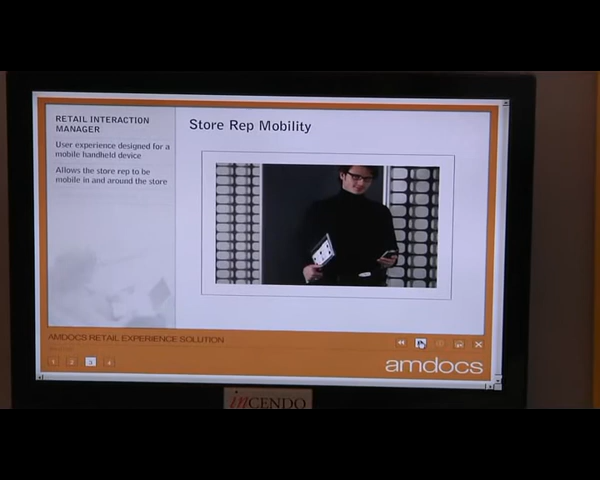 RETAIL INTERACTION
MANAGER
User experience designed for a
mobile handheld device
Allows the store rep to be
mobile in and around the store
Store Rep Mobility
AMDOCS RETAIL EXPERIENCE SOLUTION
1 2 3 4
amdocs
inCENDO